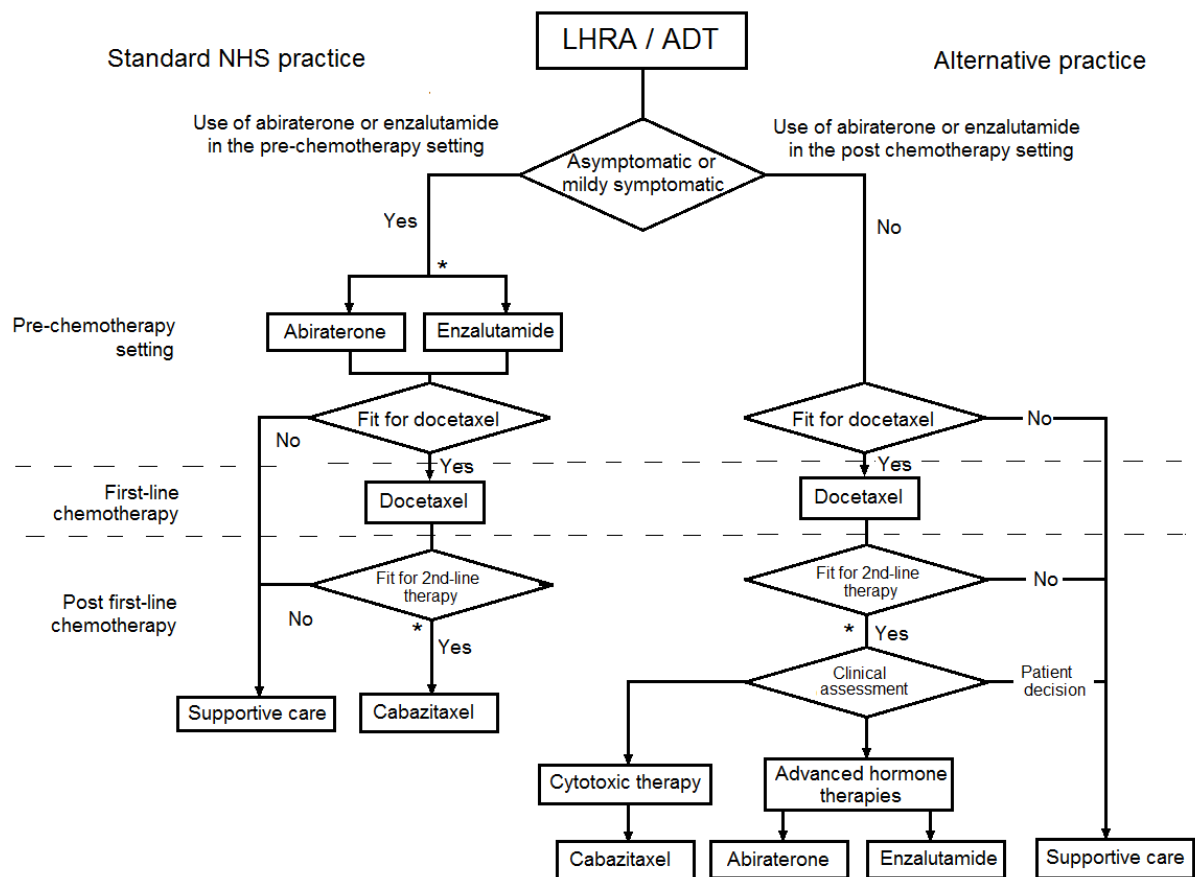 LHRA / ADT
Standard NHS practice
Alternative practice
Use of abiraterone or enzalutamide
in the pre-chemotherapy setting
Use of abiraterone or enzalutamide
in the post chemotherapy setting
Asymptomatic or
mildy symptomatic
Yes
No
*
Pre-chemotherapy
setting
Abiraterone
Enzalutamide
Fit for docetaxel
No
Yes
Fit for docetaxel
No
Yes
First-line
chemotherapy
Docetaxel
Docetaxel
Post first-line
chemotherapy
Fit for 2nd-line
therapy
No
*
Yes
Fit for 2nd-line
therapy
No
*
Yes
Clinical
assessment
Patient
decision
Supportive care
Cabazitaxel
Cytotoxic therapy
Advanced hormone
therapies
Cabazitaxel
Abiraterone
Enzalutamide
Supportive care